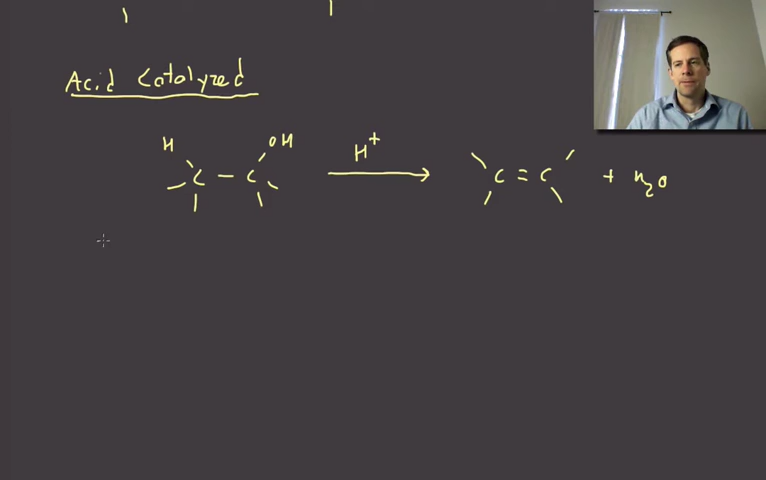 Acid Catalyzed
H OH H+
C - C → C = C + H2O